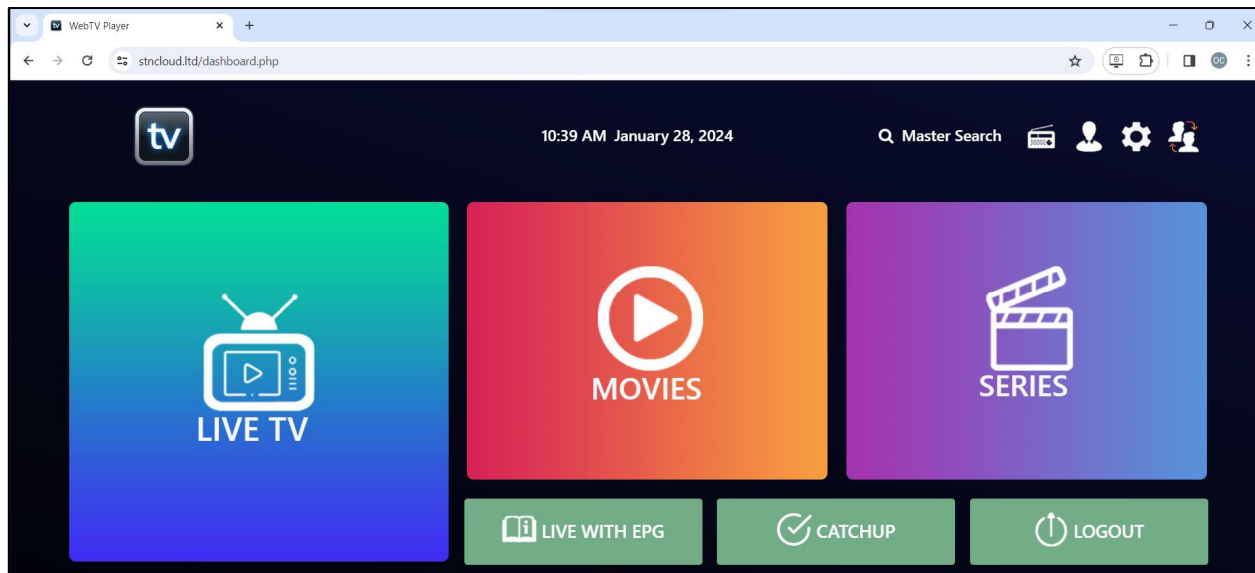 WebTV Player
stncloud.ltd/dashboard.php
OC
tv
10:39 AM January 28, 2024
Master Search
LIVE TV
MOVIES
SERIES
LIVE WITH EPG
CATCHUP
LOGOUT